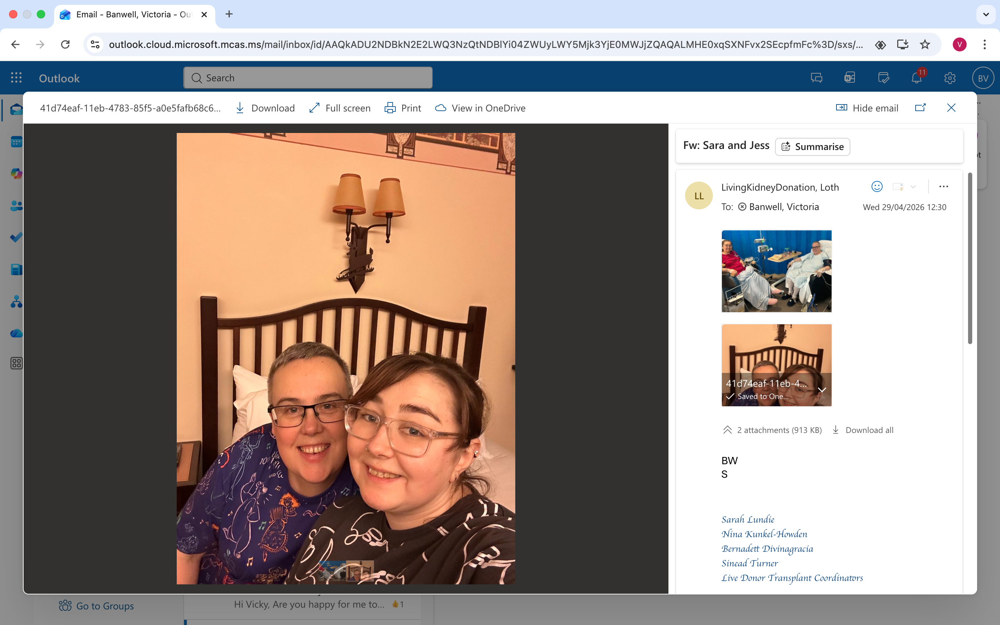 Email - Banwell, Victoria - Ou
outlook.cloud.microsoft.mcas.ms/mail/inbox/id/AAQkADU2NDBkN2E2LWQ3NzQtNDBlYi04ZWUyLWY5Mjk3YjE0MWJjZQAQALMHE0xqSXNFvx2SEcpfmFc%3D/sxs/...
V
Outlook
Search
11
BV
41d74eaf-11eb-4783-85f5-a0e5fafb68c6...
Download
Full screen
Print
View in OneDrive
Hide email
Fw: Sara and Jess
Summarise
LL
LivingKidneyDonation, Loth
To: Banwell, Victoria
Wed 29/04/2026 12:30
41d74eaf-11eb-4...
Saved to One...
2 attachments (913 KB)
Download all
BW
S
Sarah Lundie
Nina Kunkel-Howden
Bernadett Divinagracia
Sinead Turner
Live Donor Transplant Coordinators
Go to Groups
Hi Vicky, Are you happy for me to...
1